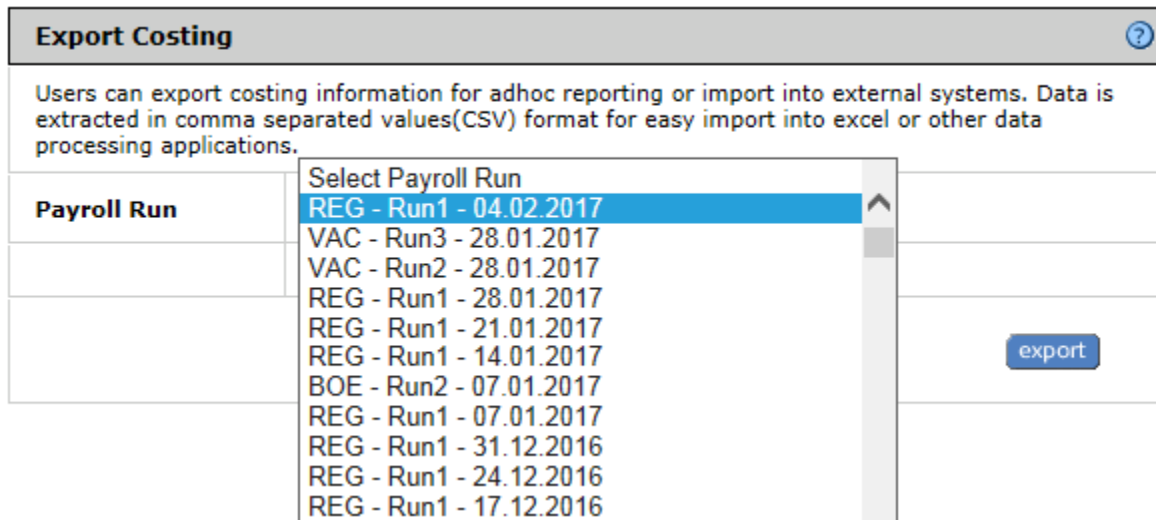 Export Costing
?
Users can export costing information for adhoc reporting or import into external systems. Data is
extracted in comma separated values(CSV) format for easy import into excel or other data
processing applications.
Payroll Run
Select Payroll Run
REG - Run1 - 04.02.2017
VAC - Run3 - 28.01.2017
VAC - Run2 - 28.01.2017
REG - Run1 - 28.01.2017
REG - Run1 - 21.01.2017
REG - Run1 - 14.01.2017
BOE - Run2 - 07.01.2017
REG - Run1 - 07.01.2017
REG - Run1 - 31.12.2016
REG - Run1 - 24.12.2016
REG - Run1 - 17.12.2016
export